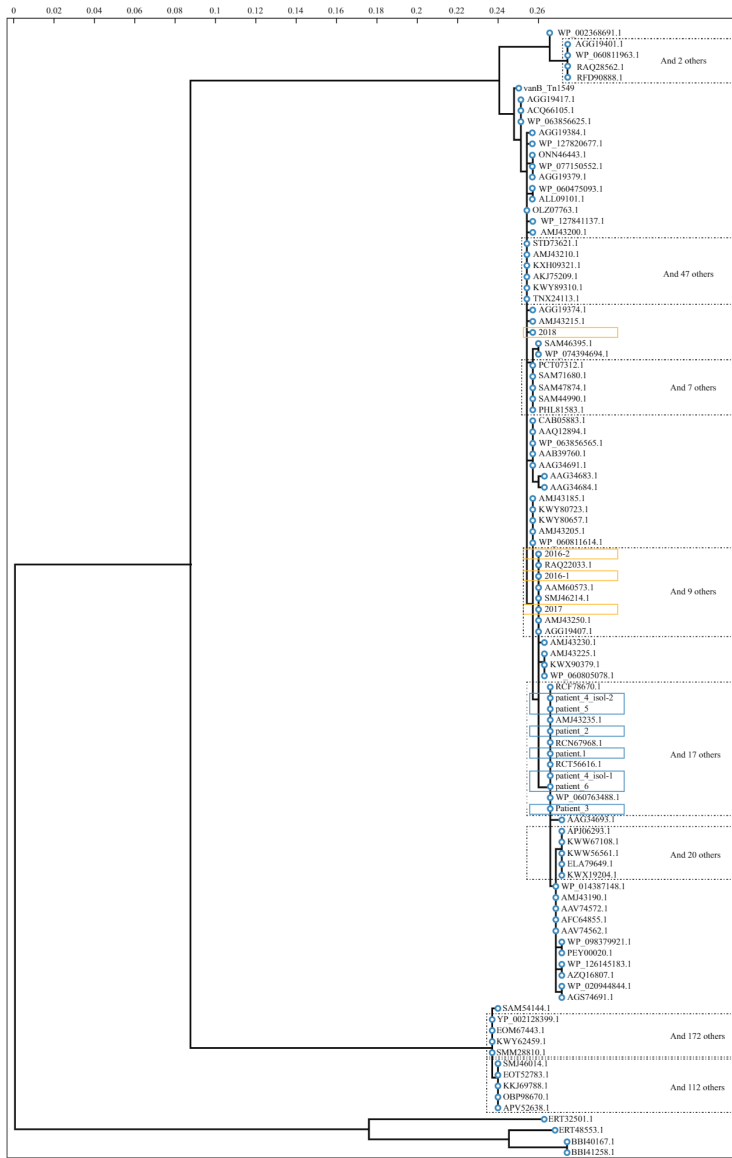 0 0.02 0.04 0.06 0.08 0.1 0.12 0.14 0.16 0.18 0.2 0.22 0.24 0.26
WP_002368691.1
AGG19401.1
WP_060811963.1
And 2 others
RAQ28562.1
RFD90888.1
vanB_Tn1549
AGG19417.1
ACQ66105.1
WP_063856625.1
AGG19384.1
WP_127820677.1
ONN46443.1
WP_077150552.1
AGG19379.1
WP_060475093.1
ALL09101.1
OLZ07763.1
WP_127841137.1
AMJ43200.1
STD73621.1
AMJ43210.1
KXH09321.1
And 47 others
AKJ75209.1
KWY89310.1
TNX24113.1
AGG19374.1
AMJ43215.1
2018
SAM46395.1
WP_074394694.1
PCT07312.1
SAM71680.1
SAM47874.1
And 7 others
SAM44990.1
PHL81583.1
CAB05883.1
AAQ12894.1
WP_063856565.1
AAB39760.1
AAG34691.1
AAG34683.1
AAG34684.1
AMJ43185.1
KWY80723.1
KWY80657.1
AMJ43205.1
WP_060811614.1
2016-2
RAQ22033.1
2016-1
AAM60573.1
And 9 others
SMJ46214.1
2017
AMJ43250.1
AGG19407.1
AMJ43230.1
AMJ43225.1
KWX90379.1
WP_060805078.1
RCF78670.1
patient_4_isol-2
patient_5
AMJ43235.1
patient_2
RCN67968.1
patient.1
And 17 others
RCT56616.1
patient_4_isol-1
patient_6
WP_060763488.1
Patient_3
AAG34693.1
APJ06293.1
KWW67108.1
KWW56561.1
And 20 others
ELA79649.1
KWX19204.1
WP_014387148.1
AMJ43190.1
AAV74572.1
AFC64855.1
AAV74562.1
WP_098379921.1
PEY00020.1
WP_126145183.1
AZQ16807.1
WP_020944844.1
AGS74691.1
SAM54144.1
YP_002128399.1
EOM67443.1
And 172 others
KWY62459.1
SMM28810.1
SMJ46014.1
EOT52783.1
KKJ69788.1
And 112 others
OBP98670.1
APV52638.1
ERT32501.1
ERT48553.1
BBI40167.1
BBI41258.1